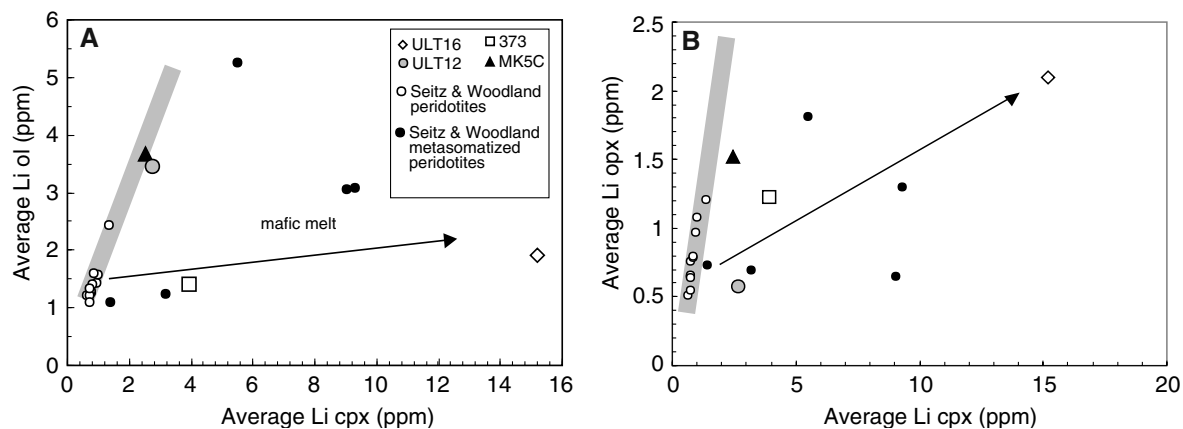 A
ULT16
373
ULT12
MK5C
Seitz & Woodland
peridotites
Seitz & Woodland
metasomatized
peridotites
mafic melt
6
5
4
3
2
1
0
0
2
4
6
8
10
12
14
16
Average Li ol (ppm)
Average Li cpx (ppm)
B
2.5
2
1.5
1
0.5
0
0
5
10
15
20
Average Li opx (ppm)
Average Li cpx (ppm)